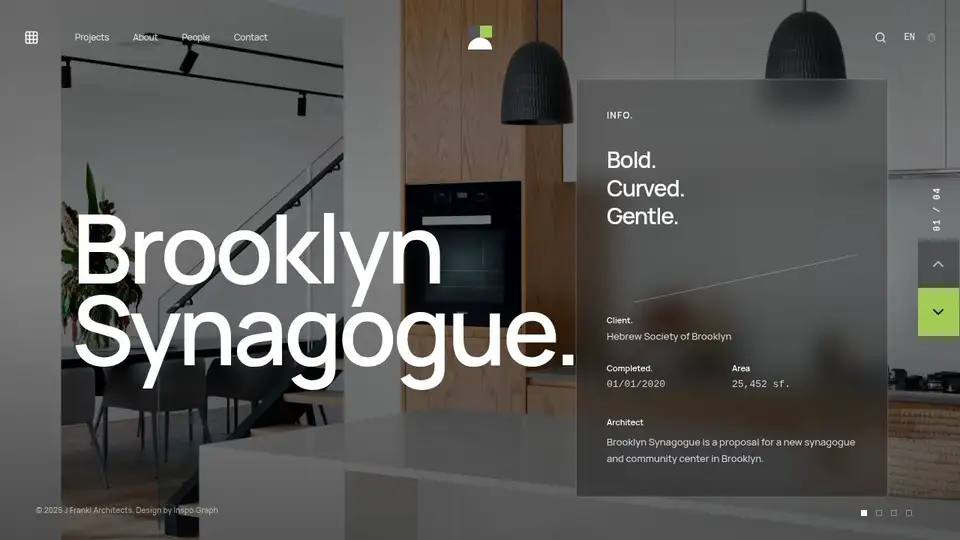 Projects About People Contact
EN
INFO.
Bold.
Curved.
Gentle.
Brooklyn
Synagogue.
01 / 04
Client.
Hebrew Society of Brooklyn
Completed. Area
01/01/2020 25,452 sf.
Architect
Brooklyn Synagogue is a proposal for a new synagogue
and community center in Brooklyn.
© 2025 J Frankl Architects. Design by Inspo Graph